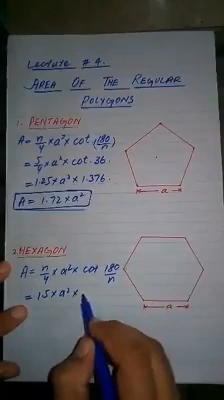 Lecture # 4.
AREA OF THE REGULAR
POLYGONS
1. PENTAGON
A = n/4 × a² × cot (180/n)
= 5/4 × a² × cot 36.
= 1.25 × a² × 1.376.
A = 1.72 × a²
a
2. HEXAGON
A = n/4 × a² × cot 180/n
= 1.5 × a² ×
a